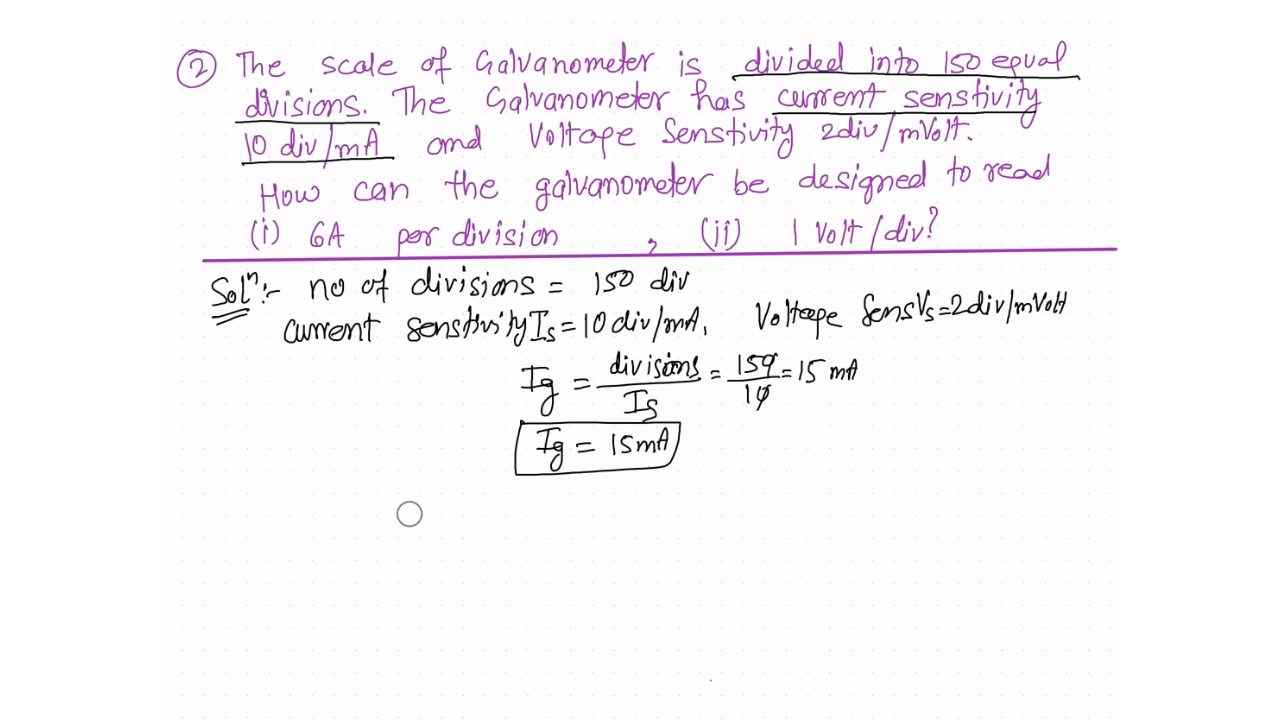 ② The scale of Galvanometer is divided into 150 equal
divisions. The Galvanometer has current senstivity
10 div/mA and Voltage Senstivity 2div/mVolt.
How can the galvanometer be designed to read
(i) 6A per division , (ii) 1 Volt/div?
Solⁿ:- no of divisions = 150 div
current senstivity Is = 10 div/mA, Voltage Sens Vs = 2div/mVolt
Ig = divisions / Is = 150 / 10 = 15 mA
Ig = 15mA